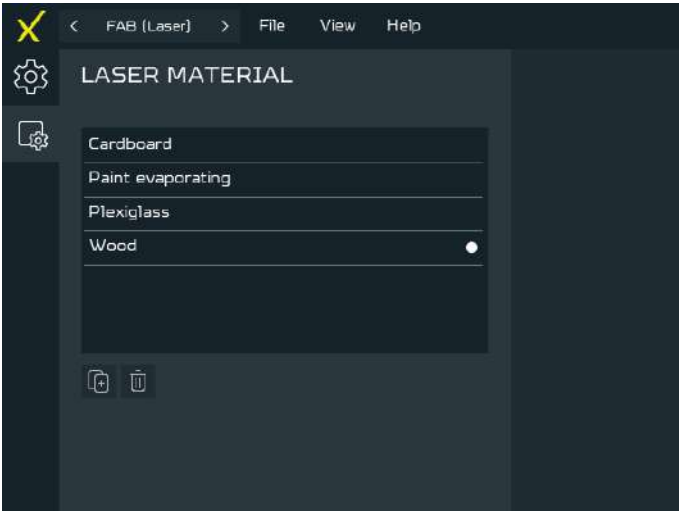 < FAB (Laser) > File View Help
LASER MATERIAL
Cardboard
Paint evaporating
Plexiglass
Wood